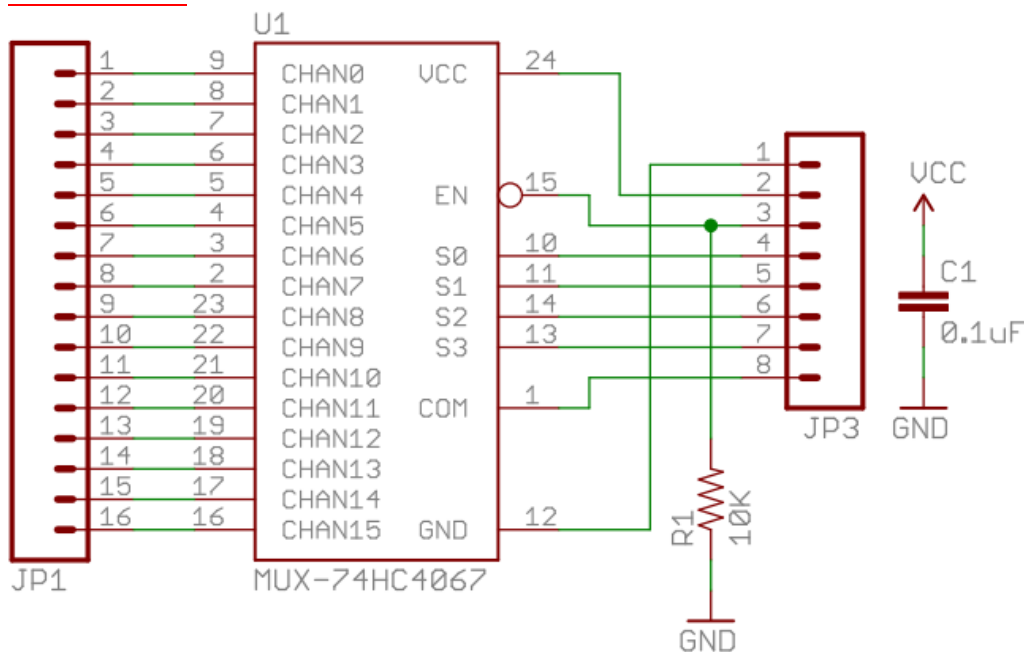 U1
1 9 CHAN0 VCC 24
2 8 CHAN1
3 7 CHAN2
4 6 CHAN3 1
5 5 CHAN4 EN 15 2
6 4 CHAN5 3
7 3 CHAN6 S0 10 4
8 2 CHAN7 S1 11 5
9 23 CHAN8 S2 14 6
10 22 CHAN9 S3 13 7
11 21 CHAN10 8
12 20 CHAN11 COM 1
13 19 CHAN12
14 18 CHAN13
15 17 CHAN14
16 16 CHAN15 GND 12
JP1
MUX-74HC4067
JP3
VCC
C1
0.1uF
GND
R1
10K
GND